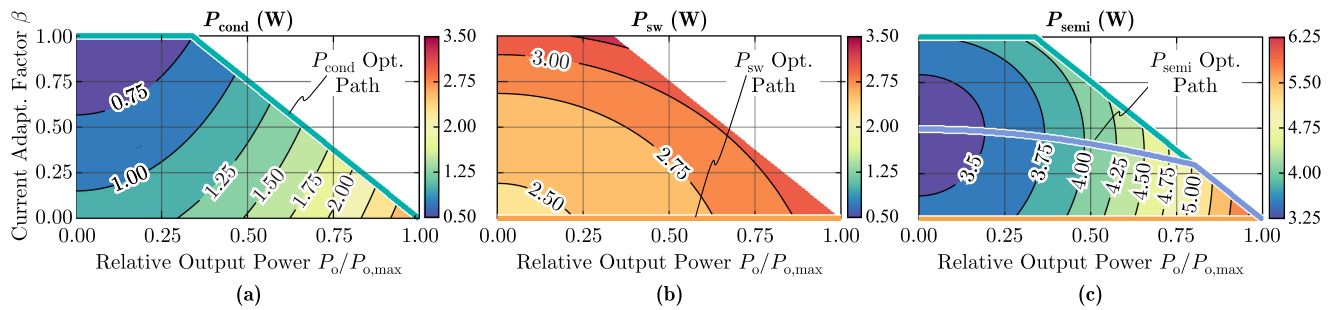 P_cond (W)
Current Adapt. Factor β
1.00
0.75
0.50
0.25
0.00
0.00 0.25 0.50 0.75 1.00
0.75
1.00
1.25
1.50
1.75
2.00
P_cond Opt.
Path
3.50
2.75
2.00
1.25
0.50
Relative Output Power P_o/P_o,max
(a)
P_sw (W)
3.00
2.75
2.50
P_sw Opt.
Path
0.00 0.25 0.50 0.75 1.00
3.50
2.75
2.00
1.25
0.50
Relative Output Power P_o/P_o,max
(b)
P_semi (W)
3.5
3.75
4.00
4.25
4.50
4.75
5.00
P_semi Opt.
Path
0.00 0.25 0.50 0.75 1.00
6.25
5.50
4.75
4.00
3.25
Relative Output Power P_o/P_o,max
(c)